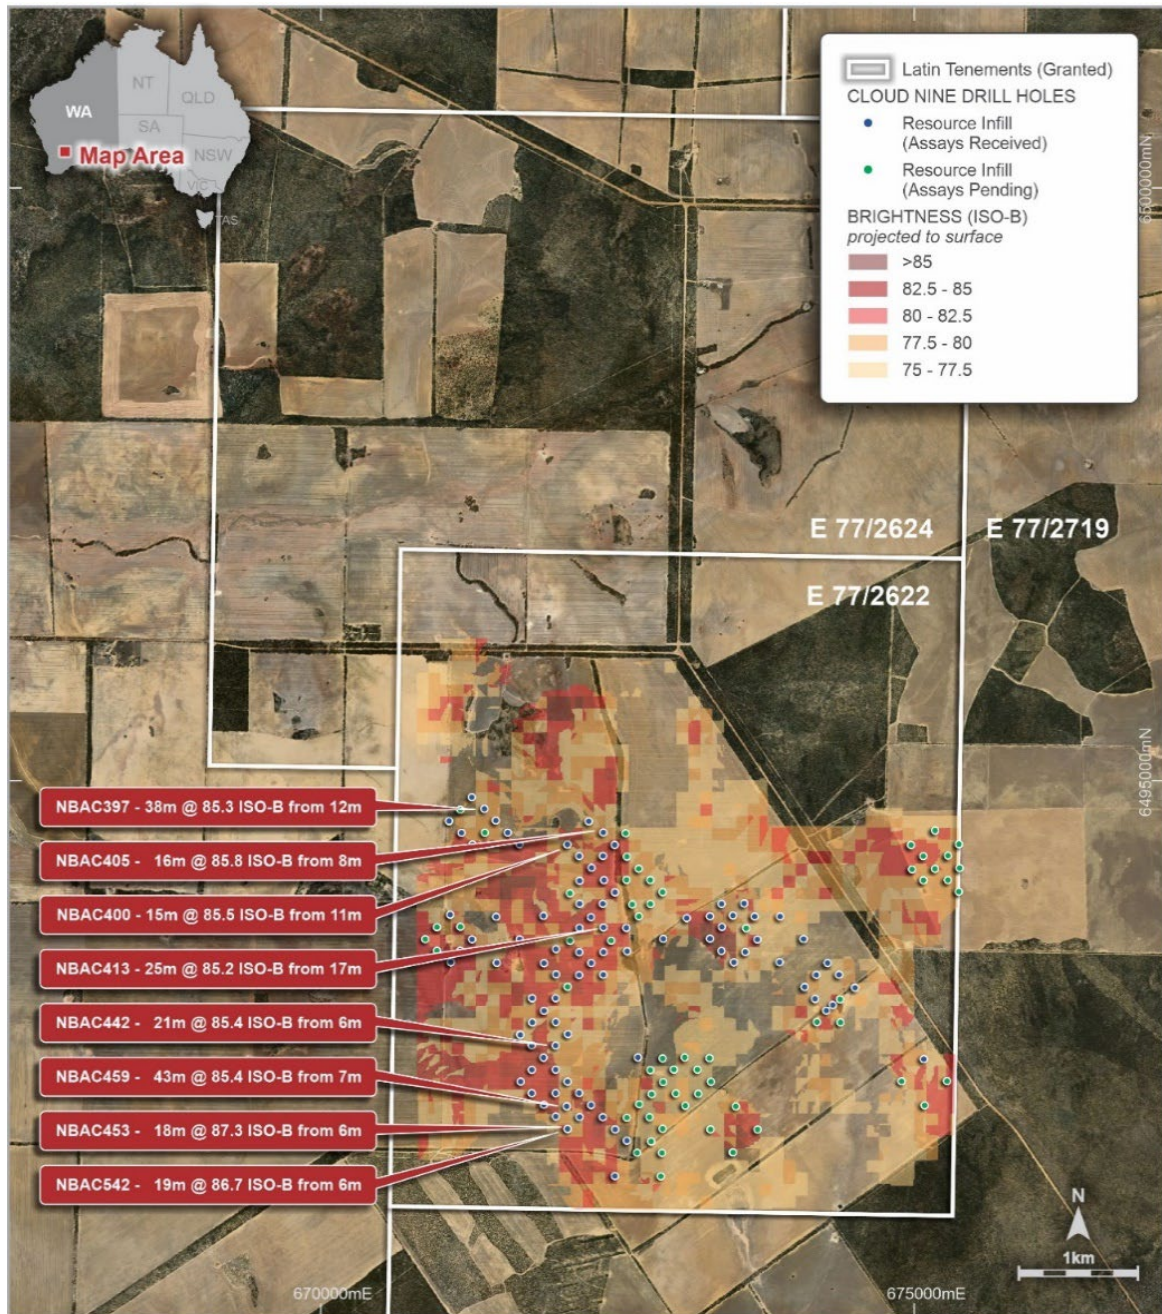 WA
NT
QLD
SA
NSW
VIC
TAS
Map Area
Latin Tenements (Granted)
CLOUD NINE DRILL HOLES
Resource Infill
(Assays Received)
Resource Infill
(Assays Pending)
BRIGHTNESS (ISO-B)
projected to surface
>85
82.5 - 85
80 - 82.5
77.5 - 80
75 - 77.5
6500000mN
E 77/2624
E 77/2719
E 77/2622
6495000mN
NBAC397 - 38m @ 85.3 ISO-B from 12m
NBAC405 - 16m @ 85.8 ISO-B from 8m
NBAC400 - 15m @ 85.5 ISO-B from 11m
NBAC413 - 25m @ 85.2 ISO-B from 17m
NBAC442 - 21m @ 85.4 ISO-B from 6m
NBAC459 - 43m @ 85.4 ISO-B from 7m
NBAC453 - 18m @ 87.3 ISO-B from 6m
NBAC542 - 19m @ 86.7 ISO-B from 6m
N
1km
670000mE
675000mE